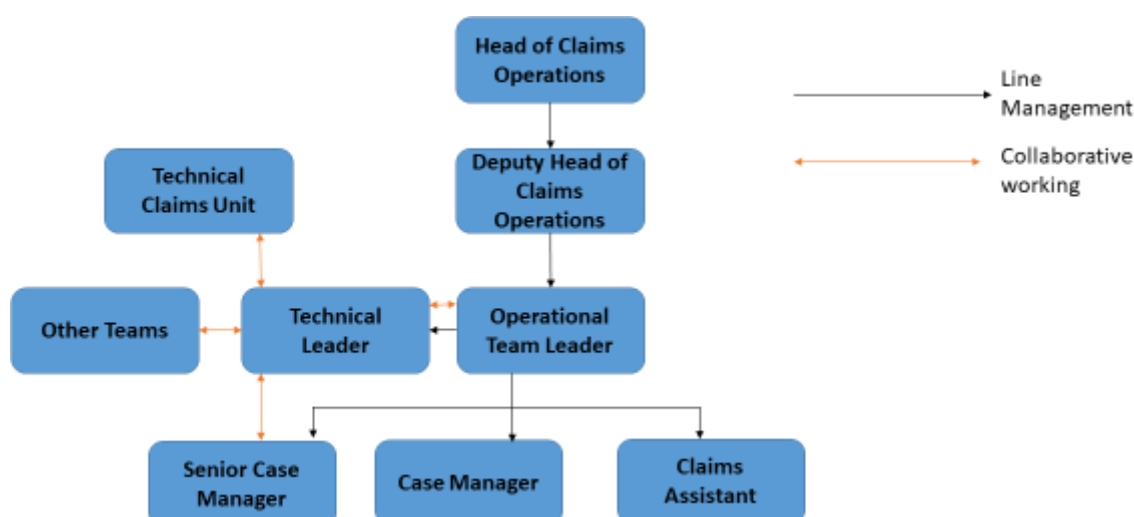 Head of Claims
Operations
Line
Management
Deputy Head of
Claims
Operations
Collaborative
working
Technical
Claims Unit
Other Teams
Technical
Leader
Operational
Team Leader
Senior Case
Manager
Case Manager
Claims
Assistant